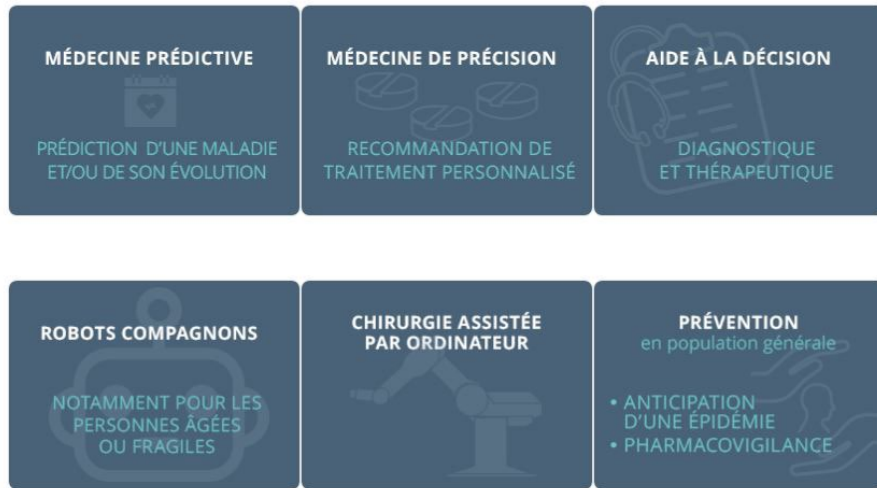 MÉDECINE PRÉDICTIVE
PRÉDICTION D'UNE MALADIE
ET/OU DE SON ÉVOLUTION
MÉDECINE DE PRÉCISION
RECOMMANDATION DE
TRAITEMENT PERSONNALISÉ
AIDE À LA DÉCISION
DIAGNOSTIQUE
ET THÉRAPEUTIQUE
ROBOTS COMPAGNONS
NOTAMMENT POUR LES
PERSONNES ÂGÉES
OU FRAGILES
CHIRURGIE ASSISTÉE
PAR ORDINATEUR
PRÉVENTION
en population générale
• ANTICIPATION
D'UNE ÉPIDÉMIE
• PHARMACOVIGILANCE